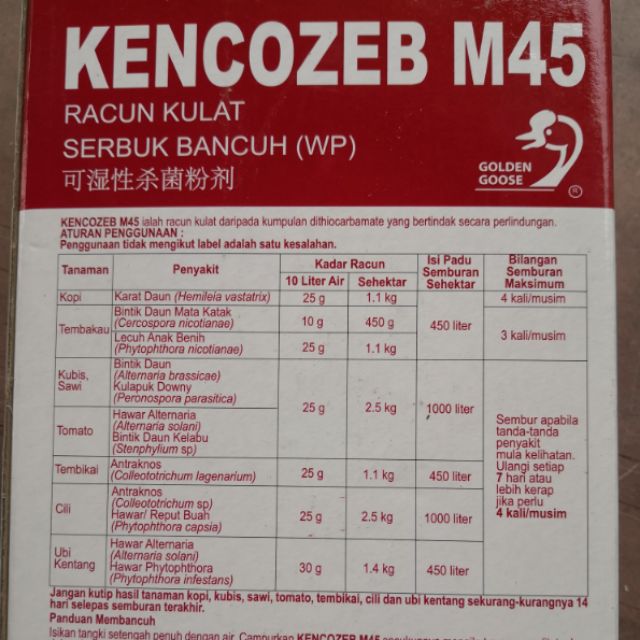 KENCOZEB M45
RACUN KULAT
SERBUK BANCUH (WP)
可湿性杀菌粉剂
GOLDEN
GOOSE
®
KENCOZEB M45 ialah racun kulat daripada kumpulan dithiocarbamate yang bertindak secara perlindungan.
ATURAN PENGGUNAAN :
Penggunaan tidak mengikut label adalah satu kesalahan.
Tanaman Penyakit Kadar Racun Isi Padu Semburan Sehektar Bilangan Semburan Maksimum
10 Liter Air Sehektar
Kopi Karat Daun (Hemileia vastatrix) 25 g 1.1 kg 450 liter 4 kali/musim
Tembakau Bintik Daun Mata Katak
(Cercospora nicotianae) 10 g 450 g 3 kali/musim
Lecuh Anak Benih
(Phytophthora nicotianae) 25 g 1.1 kg
Kubis,
Sawi
Bintik Daun
(Alternaria brassicae)
Kulapuk Downy
(Peronospora parasitica)
25 g 2.5 kg 1000 liter
Tomato
Hawar Alternaria
(Alternaria solani)
Bintik Daun Kelabu
(Stenphylium sp)
Tembikai Antraknos
(Colleototrichum lagenarium) 25 g 1.1 kg 450 liter
Cili
Antraknos
(Colleototrichum sp)
Hawar/ Reput Buah
(Phytophthora capsia)
25 g 2.5 kg 1000 liter
Ubi
Kentang
Hawar Alternaria
(Alternaria solani)
Hawar Phytophthora
(Phytophthora infestans)
30 g 1.4 kg 450 liter
Sembur apabila
tanda-tanda
penyakit
mula kelihatan.
Ulangi setiap
7 hari atau
lebih kerap
jika perlu
4 kali/musim
Jangan kutip hasil tanaman kopi, kubis, sawi, tomato, tembikai, cili dan ubi kentang sekurang-kurangnya 14
hari selepas semburan terakhir.
Panduan Membancuh
Isikan tangki setengah penuh dengan air. Campurkan KENCOZEB M45